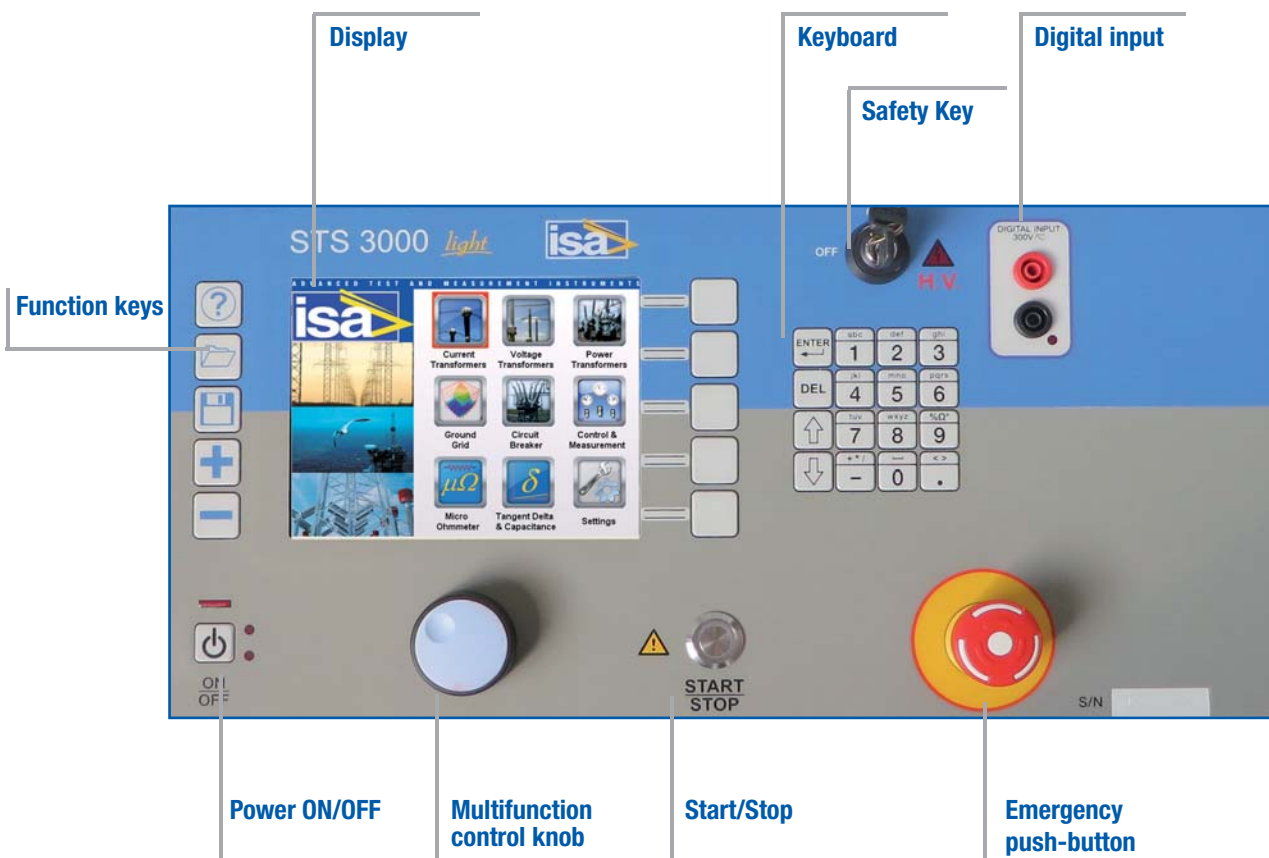 Display
Keyboard
Digital input
Safety Key
Function keys
STS 3000 light
isa
OFF
H.V.
DIGITAL INPUT
300V
ADVANCED TEST AND MEASUREMENT INSTRUMENTS
isa
Current
Transformers
Voltage
Transformers
Power
Transformers
Ground
Grid
Circuit
Breaker
Control &
Measurement
μΩ
Micro
Ohmmeter
δ
Tangent Delta
& Capacitance
Settings
?
ENTER
abc
1
def
2
ghi
3
DEL
jkl
4
mno
5
pqrs
6
tuv
7
wxyz
8
%Ω°
9
+*/
-
0
<>
.
ON
OFF
START
STOP
S/N
Power ON/OFF
Multifunction
control knob
Start/Stop
Emergency
push-button